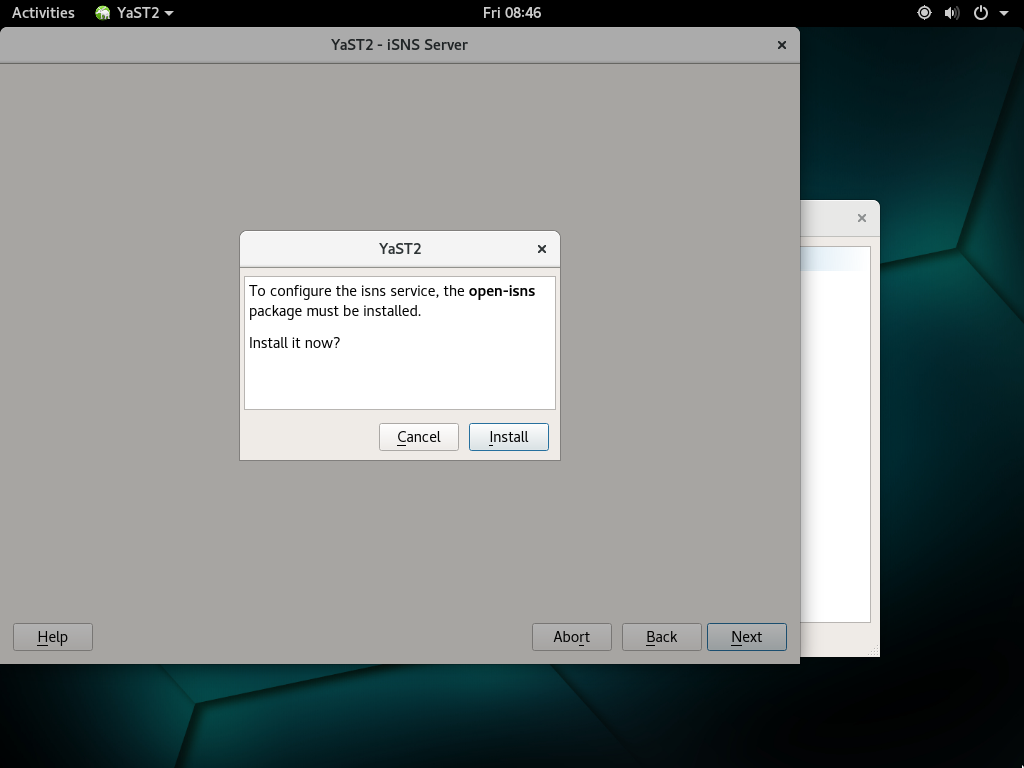 Activities YaST2 Fri 08:46
YaST2 - iSNS Server
YaST2
To configure the isns service, the open-isns
package must be installed.
Install it now?
Cancel Install
Help Abort Back Next